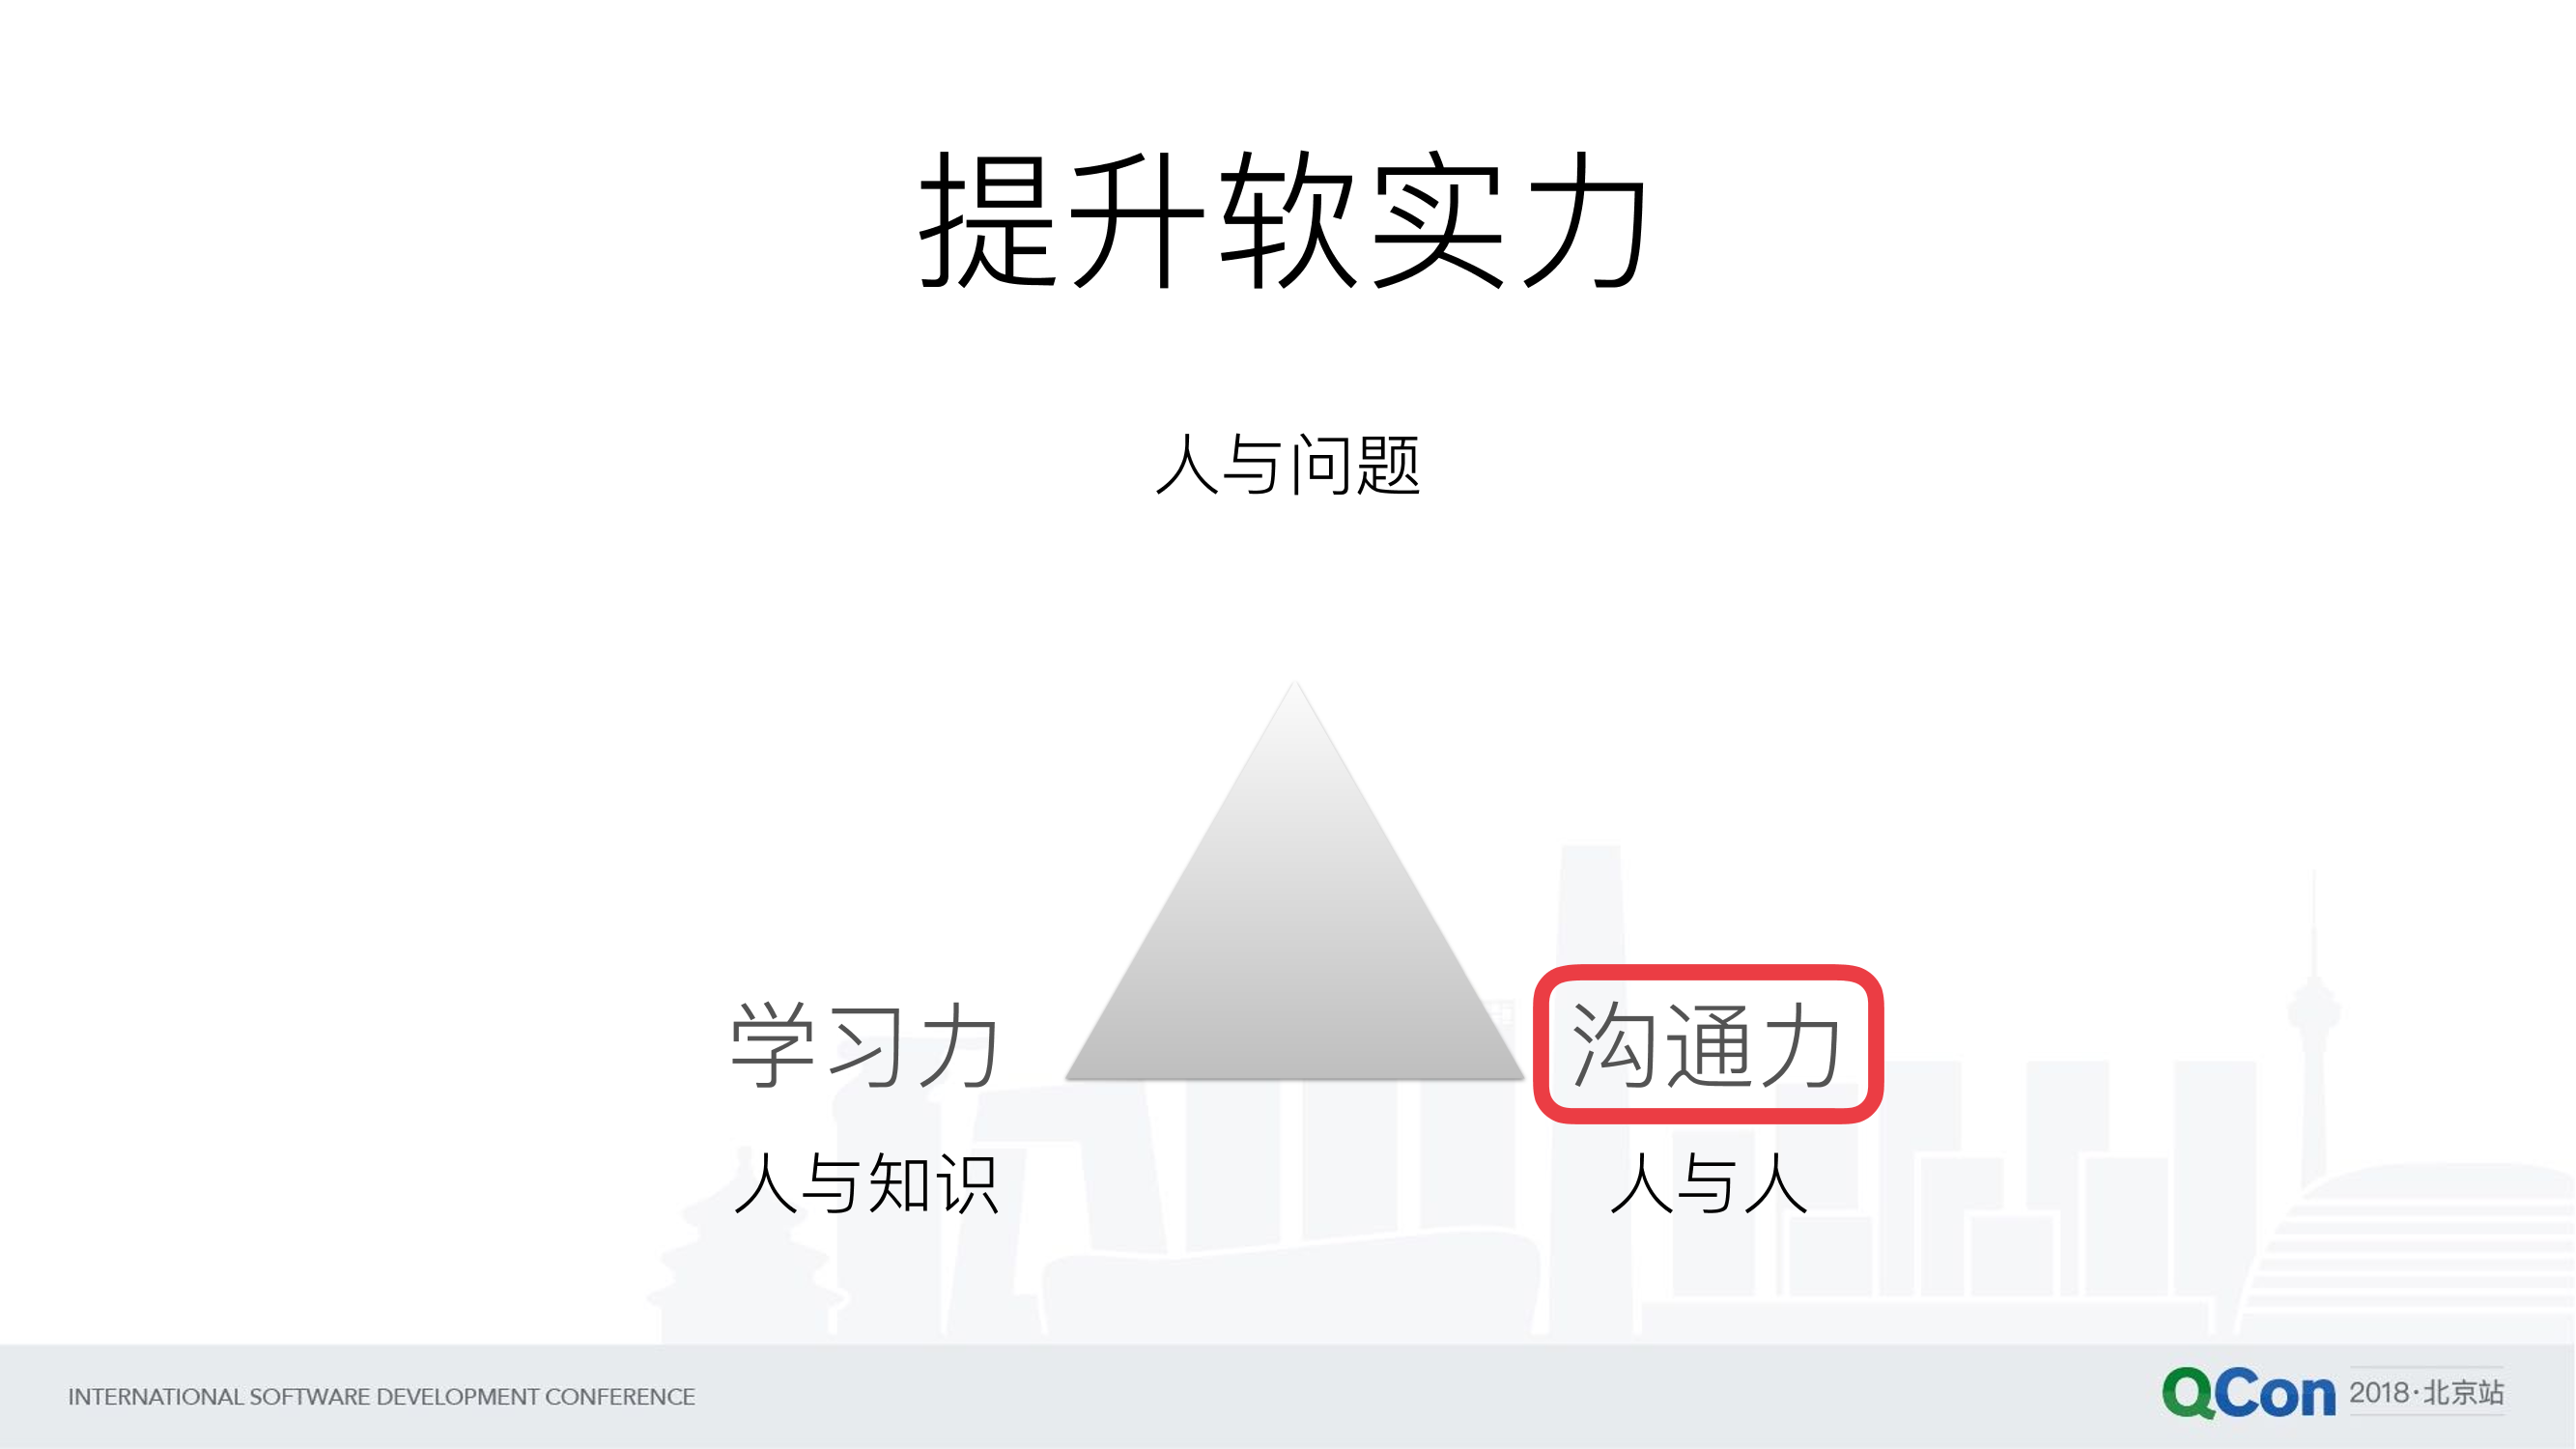 提升软实力
人与问题
学习力
沟通力
人与知识
人与人
INTERNATIONAL SOFTWARE DEVELOPMENT CONFERENCE
QCon 2018·北京站